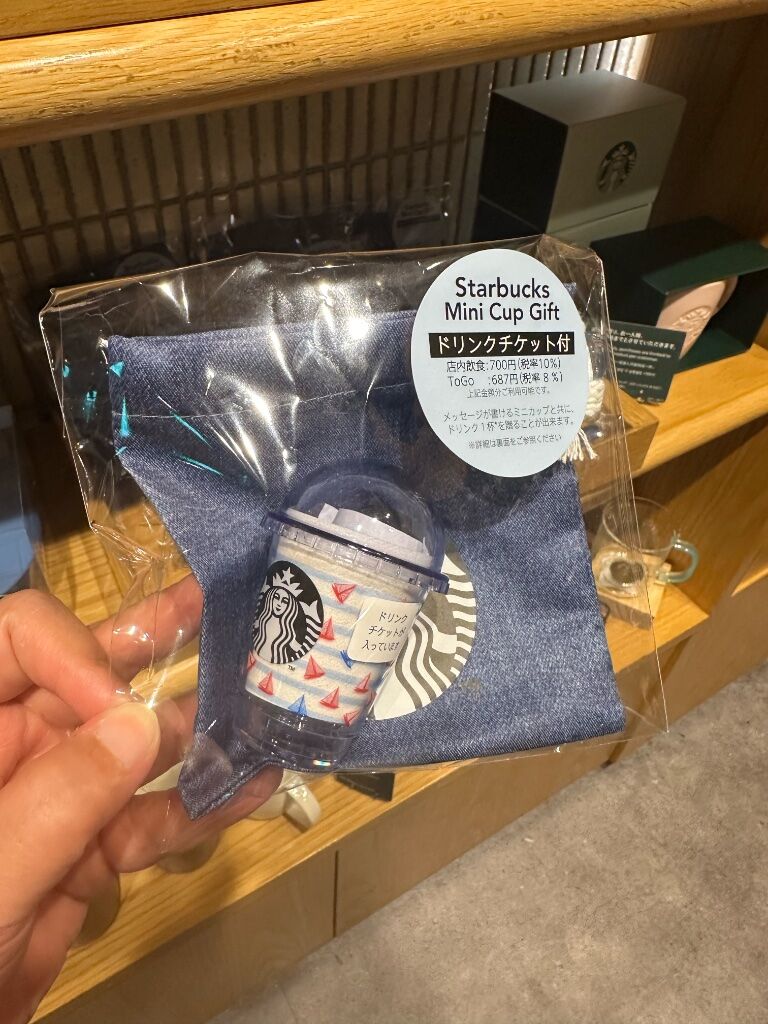 Starbucks
Mini Cup Gift
ドリンクチケット付
店内飲食:700円(税率10%)
ToGo :687円(税率 8%)
上記金額分ご利用可能です。
メッセージが書けるミニカップと共に、
ドリンク1杯*を贈ることが出来ます。
※詳細は裏面をご参照ください
ドリンク
チケットが
入っています
TM